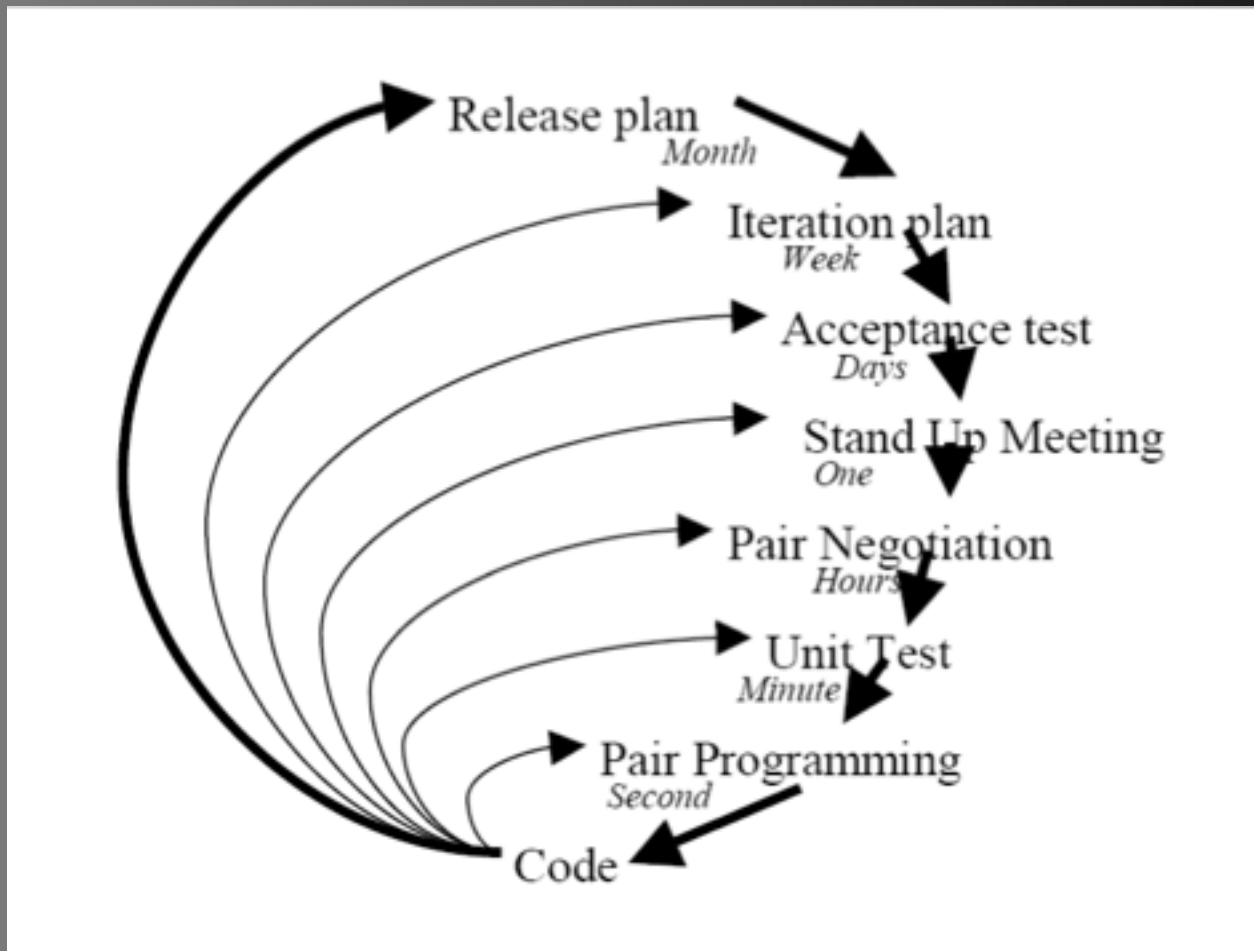 Release plan
Month
Iteration plan
Week
Acceptance test
Days
Stand Up Meeting
One
Pair Negotiation
Hours
Unit Test
Minute
Pair Programming
Second
Code